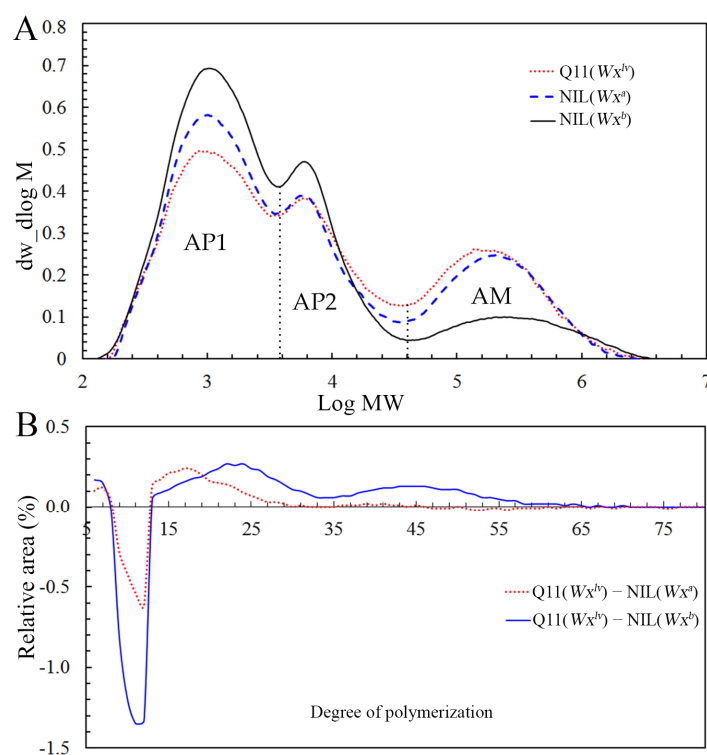 A
0.8
0.7
0.6
0.5
0.4
0.3
0.2
0.1
0
dw_dlog M
Q11(Wxlv)
NIL(Wxa)
NIL(Wxb)
AP1
AP2
AM
2
3
4
5
6
7
Log MW
B
0.5
0.0
-0.5
-1.0
-1.5
Relative area (%)
5
15
25
35
45
55
65
75
Q11(Wxlv) − NIL(Wxa)
Q11(Wxlv) − NIL(Wxb)
Degree of polymerization